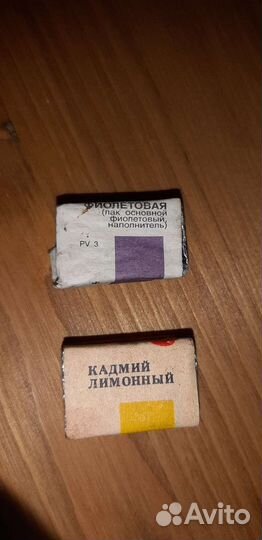 ФИОЛЕТОВАЯ
(лак основной
фиолетовый,
наполнитель)
PV 3
КАДМИЙ
ЛИМОННЫЙ
Avito